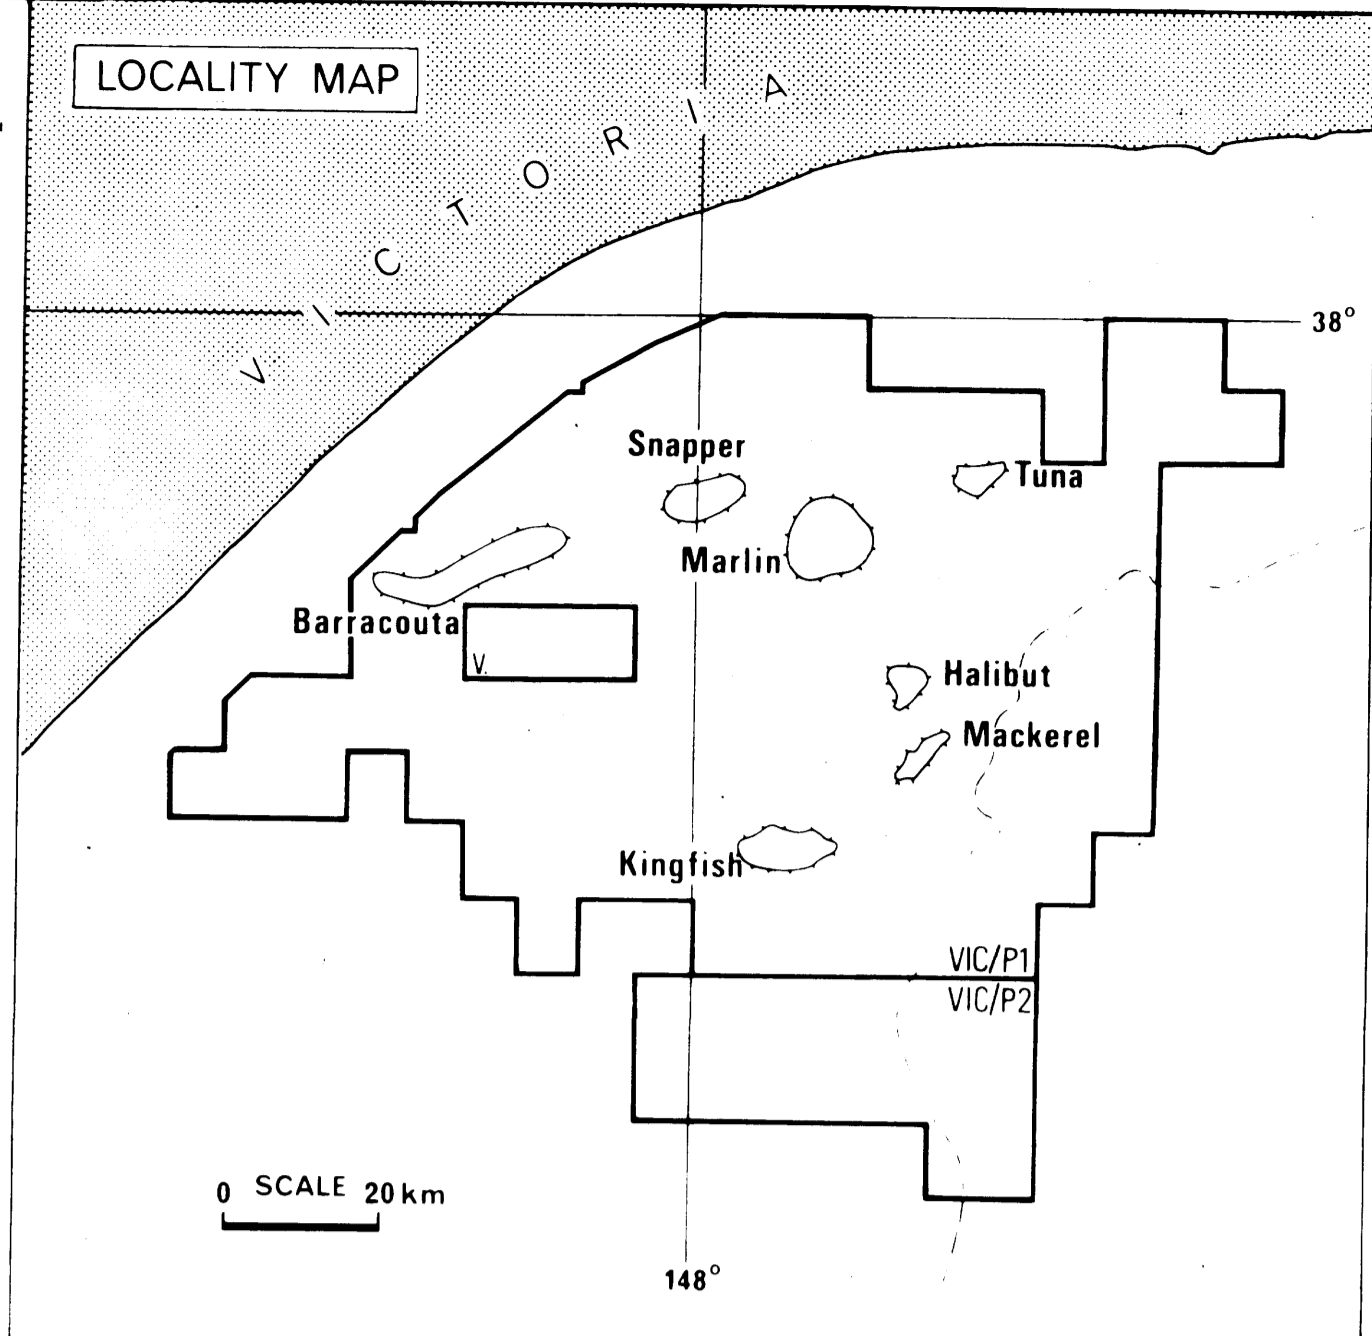 LOCALITY MAP
VICTORIA
38°
Snapper
Tuna
Marlin
Barracouta
V.
Halibut
Mackerel
Kingfish
VIC/P1
VIC/P2
0 SCALE 20 km
148°